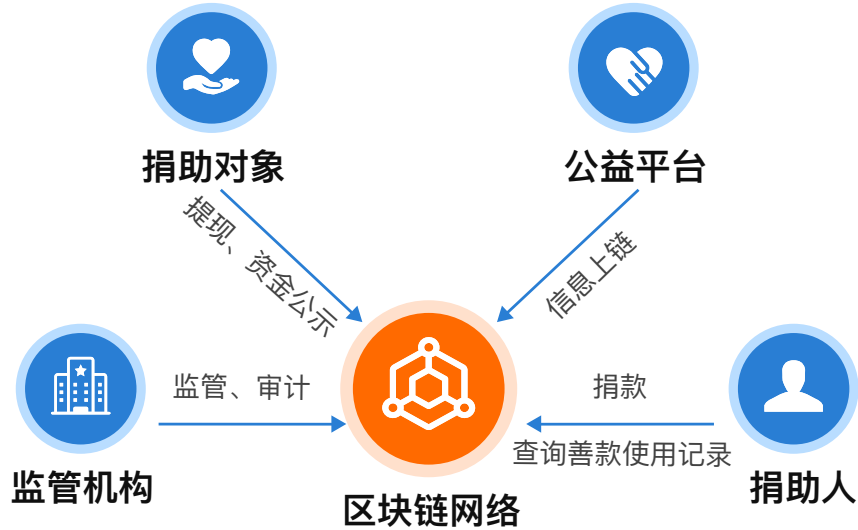 捐助对象
公益平台
提现、资金公示
信息上链
监管、审计
捐款
查询善款使用记录
监管机构
区块链网络
捐助人